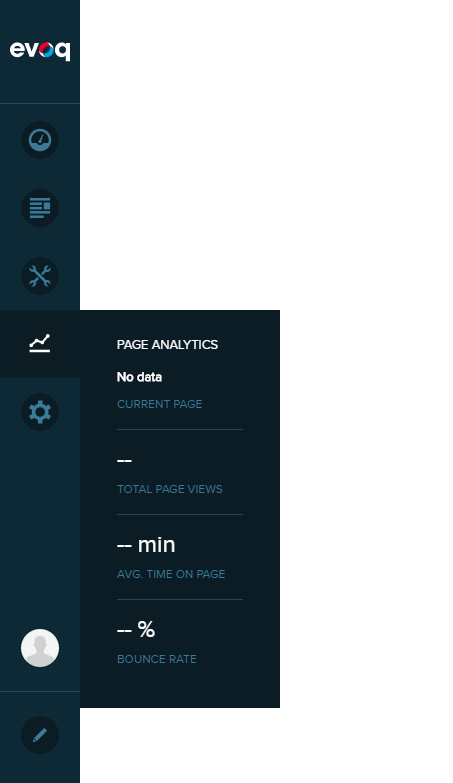 evoq
PAGE ANALYTICS
No data
CURRENT PAGE
--
TOTAL PAGE VIEWS
-- min
AVG. TIME ON PAGE
-- %
BOUNCE RATE